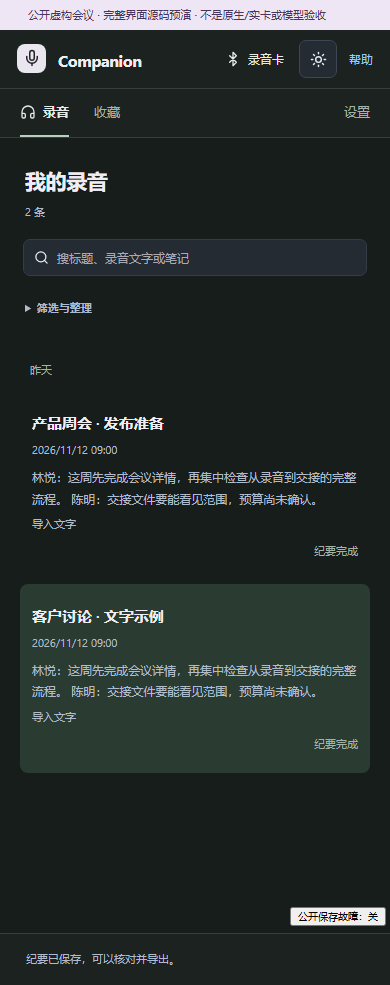 公开虚构会议 · 完整界面源码预演 · 不是原生/实卡或模型验收
Companion
录音卡
帮助
录音
收藏
设置
我的录音
2 条
搜标题、录音文字或笔记
筛选与整理
昨天
产品周会 · 发布准备
2026/11/12 09:00
林悦：这周先完成会议详情，再集中检查从录音到交接的完整
流程。 陈明：交接文件要能看见范围，预算尚未确认。
导入文字
纪要完成
客户讨论 · 文字示例
2026/11/12 09:00
林悦：这周先完成会议详情，再集中检查从录音到交接的完整
流程。 陈明：交接文件要能看见范围，预算尚未确认。
导入文字
纪要完成
公开保存故障：关
纪要已保存，可以核对并导出。